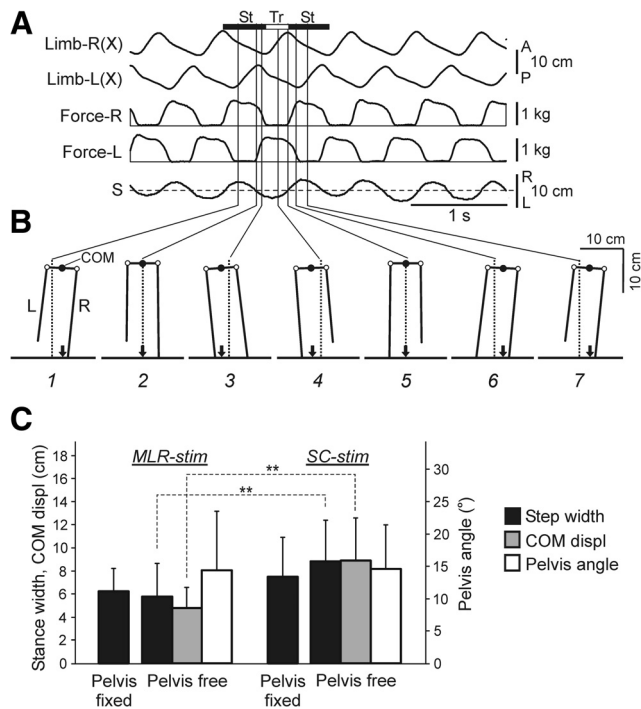 A
St Tr St
Limb-R(X)
A
10 cm
P
Limb-L(X)
Force-R
1 kg
Force-L
1 kg
S
R
10 cm
L
1 s
B
10 cm
10 cm
COM
L R
1 2 3 4 5 6 7
C
MLR-stim SC-stim
** **
Stance width, COM displ (cm)
18
16
14
12
10
8
6
4
2
0
Pelvis angle (°)
30
25
20
15
10
5
0
Step width
COM displ
Pelvis angle
Pelvis fixed
Pelvis free
Pelvis fixed
Pelvis free